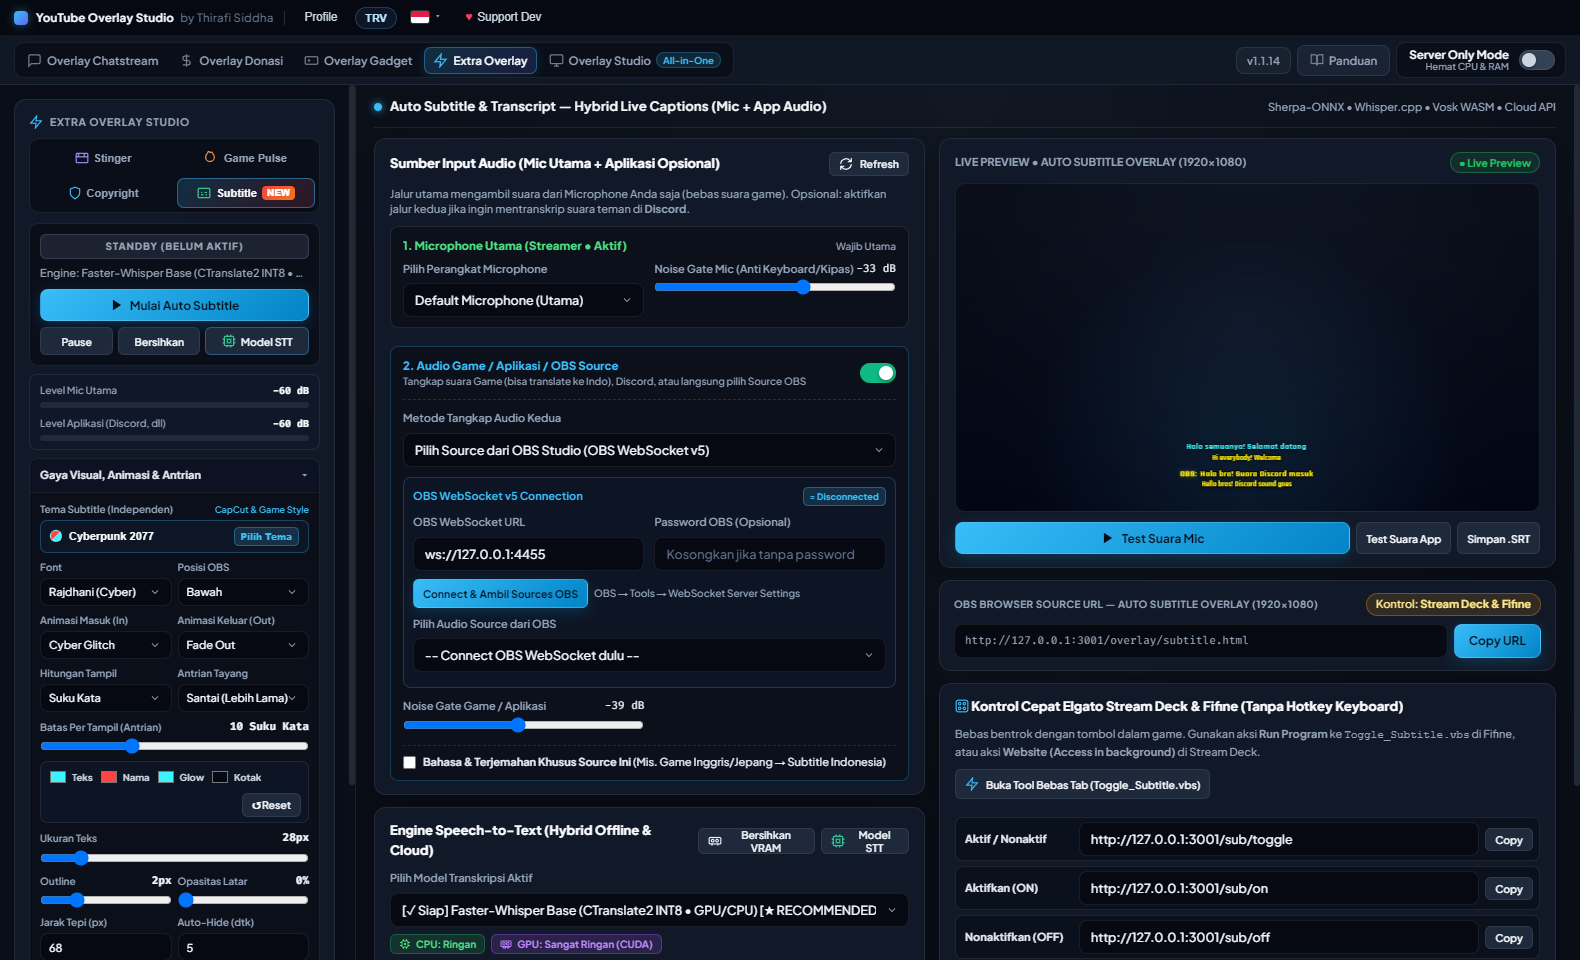 YouTube Overlay Studio by Thirafi Siddha
Profile
TRV
♥ Support Dev
Overlay Chatstream
Overlay Donasi
Overlay Gadget
Extra Overlay
Overlay Studio All-in-One
v1.1.14
Panduan
Server Only Mode
Hemat CPU & RAM
EXTRA OVERLAY STUDIO
Stinger
Game Pulse
Copyright
Subtitle NEW
STANDBY (BELUM AKTIF)
Engine: Faster-Whisper Base (CTranslate2 INT8 • ...
Mulai Auto Subtitle
Pause
Bersihkan
Model STT
Level Mic Utama -60 dB
Level Aplikasi (Discord, dll) -60 dB
Gaya Visual, Animasi & Antrian
Tema Subtitle (Independen) CapCut & Game Style
Cyberpunk 2077 Pilih Tema
Font Posisi OBS
Rajdhani (Cyber) Bawah
Animasi Masuk (In) Animasi Keluar (Out)
Cyber Glitch Fade Out
Hitungan Tampil Antrian Tayang
Suku Kata Santai (Lebih Lama)
Batas Per Tampil (Antrian) 10 Suku Kata
Teks Nama Glow Kotak
↺Reset
Ukuran Teks 28px
Outline 2px Opasitas Latar 0%
Jarak Tepi (px) Auto-Hide (dtk)
68 5
Auto Subtitle & Transcript — Hybrid Live Captions (Mic + App Audio)
Sherpa-ONNX • Whisper.cpp • Vosk WASM • Cloud API
Sumber Input Audio (Mic Utama + Aplikasi Opsional)
Refresh
Jalur utama mengambil suara dari Microphone Anda saja (bebas suara game). Opsional: aktifkan
jalur kedua jika ingin mentranskrip suara teman di Discord.
1. Microphone Utama (Streamer • Aktif)
Wajib Utama
Pilih Perangkat Microphone
Noise Gate Mic (Anti Keyboard/Kipas) -33 dB
Default Microphone (Utama)
2. Audio Game / Aplikasi / OBS Source
Tangkap suara Game (bisa translate ke Indo), Discord, atau langsung pilih Source OBS
Metode Tangkap Audio Kedua
Pilih Source dari OBS Studio (OBS WebSocket v5)
OBS WebSocket v5 Connection
Disconnected
OBS WebSocket URL
Password OBS (Opsional)
ws://127.0.0.1:4455
Kosongkan jika tanpa password
Connect & Ambil Sources OBS
OBS → Tools → WebSocket Server Settings
Pilih Audio Source dari OBS
-- Connect OBS WebSocket dulu --
Noise Gate Game / Aplikasi -39 dB
Bahasa & Terjemahan Khusus Source Ini (Mis. Game Inggris/Jepang → Subtitle Indonesia)
Engine Speech-to-Text (Hybrid Offline &
Cloud)
Bersihkan
VRAM
Model
STT
Pilih Model Transkripsi Aktif
[✓ Siap] Faster-Whisper Base (CTranslate2 INT8 • GPU/CPU) [★ RECOMMENDED
CPU: Ringan
GPU: Sangat Ringan (CUDA)
LIVE PREVIEW • AUTO SUBTITLE OVERLAY (1920×1080)
• Live Preview
Halo semuanya! Selamat datang
Hi everybody! Welcome
OBS: Halo bro! Suara Discord masuk
Hallo bros! Discord sound goes
Test Suara Mic
Test Suara App
Simpan .SRT
OBS BROWSER SOURCE URL — AUTO SUBTITLE OVERLAY (1920×1080)
Kontrol: Stream Deck & Fifine
http://127.0.0.1:3001/overlay/subtitle.html
Copy URL
Kontrol Cepat Elgato Stream Deck & Fifine (Tanpa Hotkey Keyboard)
Bebas bentrok dengan tombol dalam game. Gunakan aksi Run Program ke Toggle_Subtitle.vbs di Fifine,
atau aksi Website (Access in background) di Stream Deck.
Buka Tool Bebas Tab (Toggle_Subtitle.vbs)
Aktif / Nonaktif http://127.0.0.1:3001/sub/toggle Copy
Aktifkan (ON) http://127.0.0.1:3001/sub/on Copy
Nonaktifkan (OFF) http://127.0.0.1:3001/sub/off Copy